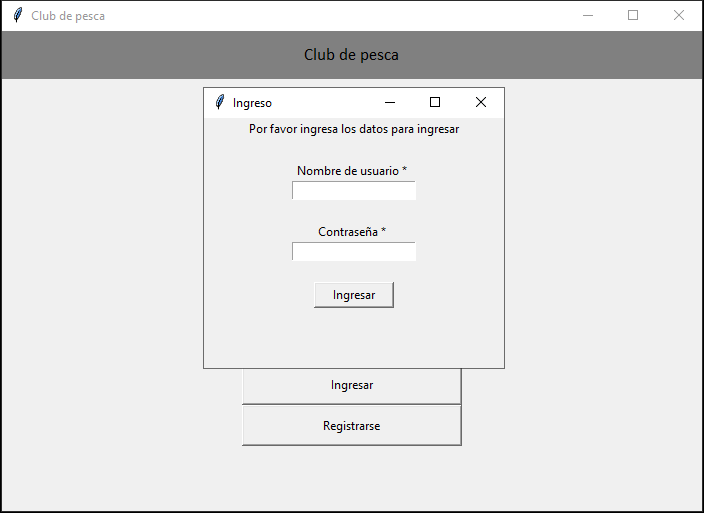 Club de pesca
Club de pesca
Ingreso
Por favor ingresa los datos para ingresar
Nombre de usuario *
Contraseña *
Ingresar
Ingresar
Registrarse